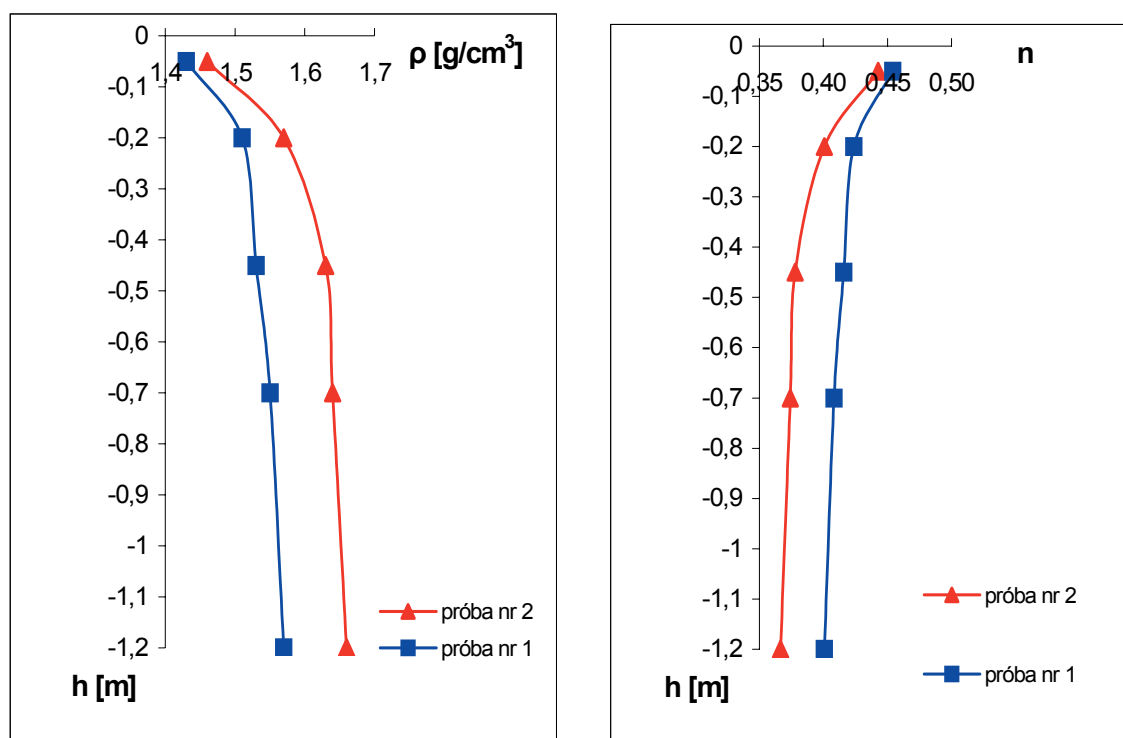 0
ρ [g/cm³]
1,4 1,5 1,6 1,7
-0,1
-0,2
-0,3
-0,4
-0,5
-0,6
-0,7
-0,8
-0,9
-1
-1,1
-1,2
próba nr 2
próba nr 1
h [m]
0
n
0,35 0,40 0,45 0,50
-0,1
-0,2
-0,3
-0,4
-0,5
-0,6
-0,7
-0,8
-0,9
-1
-1,1
-1,2
próba nr 2
próba nr 1
h [m]